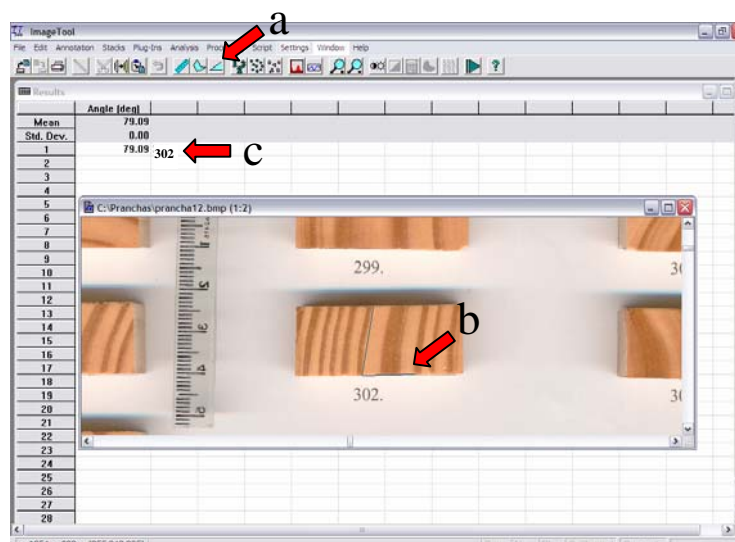 a
ImageTool
File Edit Annotation Stacks Plug-Ins Analysis Script Settings Window Help
Results
Angle (deg)
Mean 79.09
Std. Dev. 0.00
1 79.09 302 c
2
3
4
5
6
7
8
9
10
11
12
13
14
15
16
17
18
19
20
21
22
23
24
25
26
27
28
C:\Pranchas\prancha12.bmp (1:2)
299.
b
302.